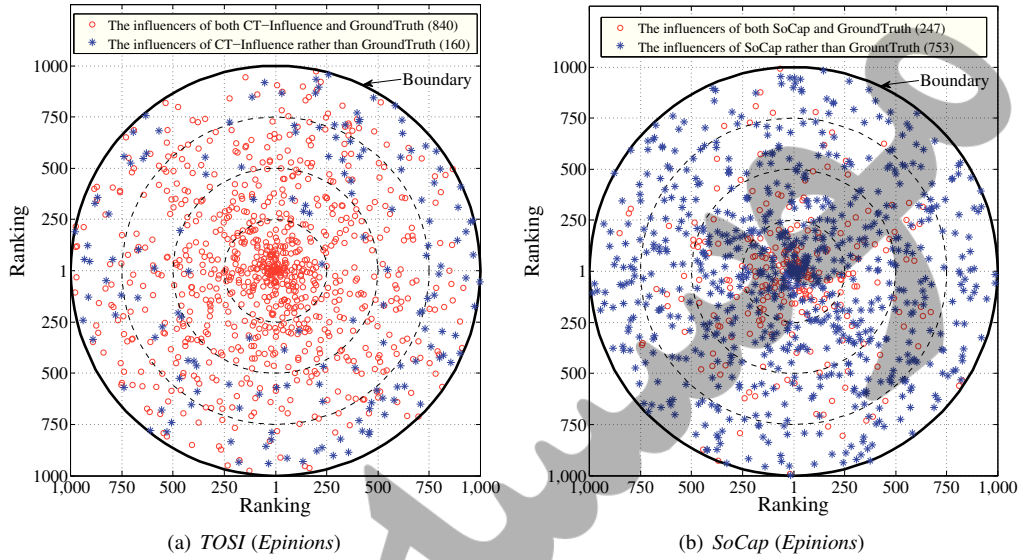 The influencers of both CT−Influence and GroundTruth (840)
The influencers of CT−Influence rather than GroundTruth (160)
1000
750
500
250
1
250
500
750
1000
Ranking
Boundary
1,000 750 500 250 1 250 500 750 1,000
Ranking
(a) TOSI (Epinions)
The influencers of both SoCap and GroundTruth (247)
The influencers of SoCap rather than GrountTruth (753)
1000
750
500
250
1
250
500
750
1000
Ranking
Boundary
1,000 750 500 250 1 250 500 750 1,000
Ranking
(b) SoCap (Epinions)